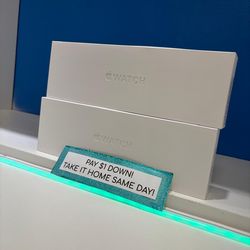 WATCH
WATCH
PAY $1 DOWN!
TAKE IT HOME SAME DAY!